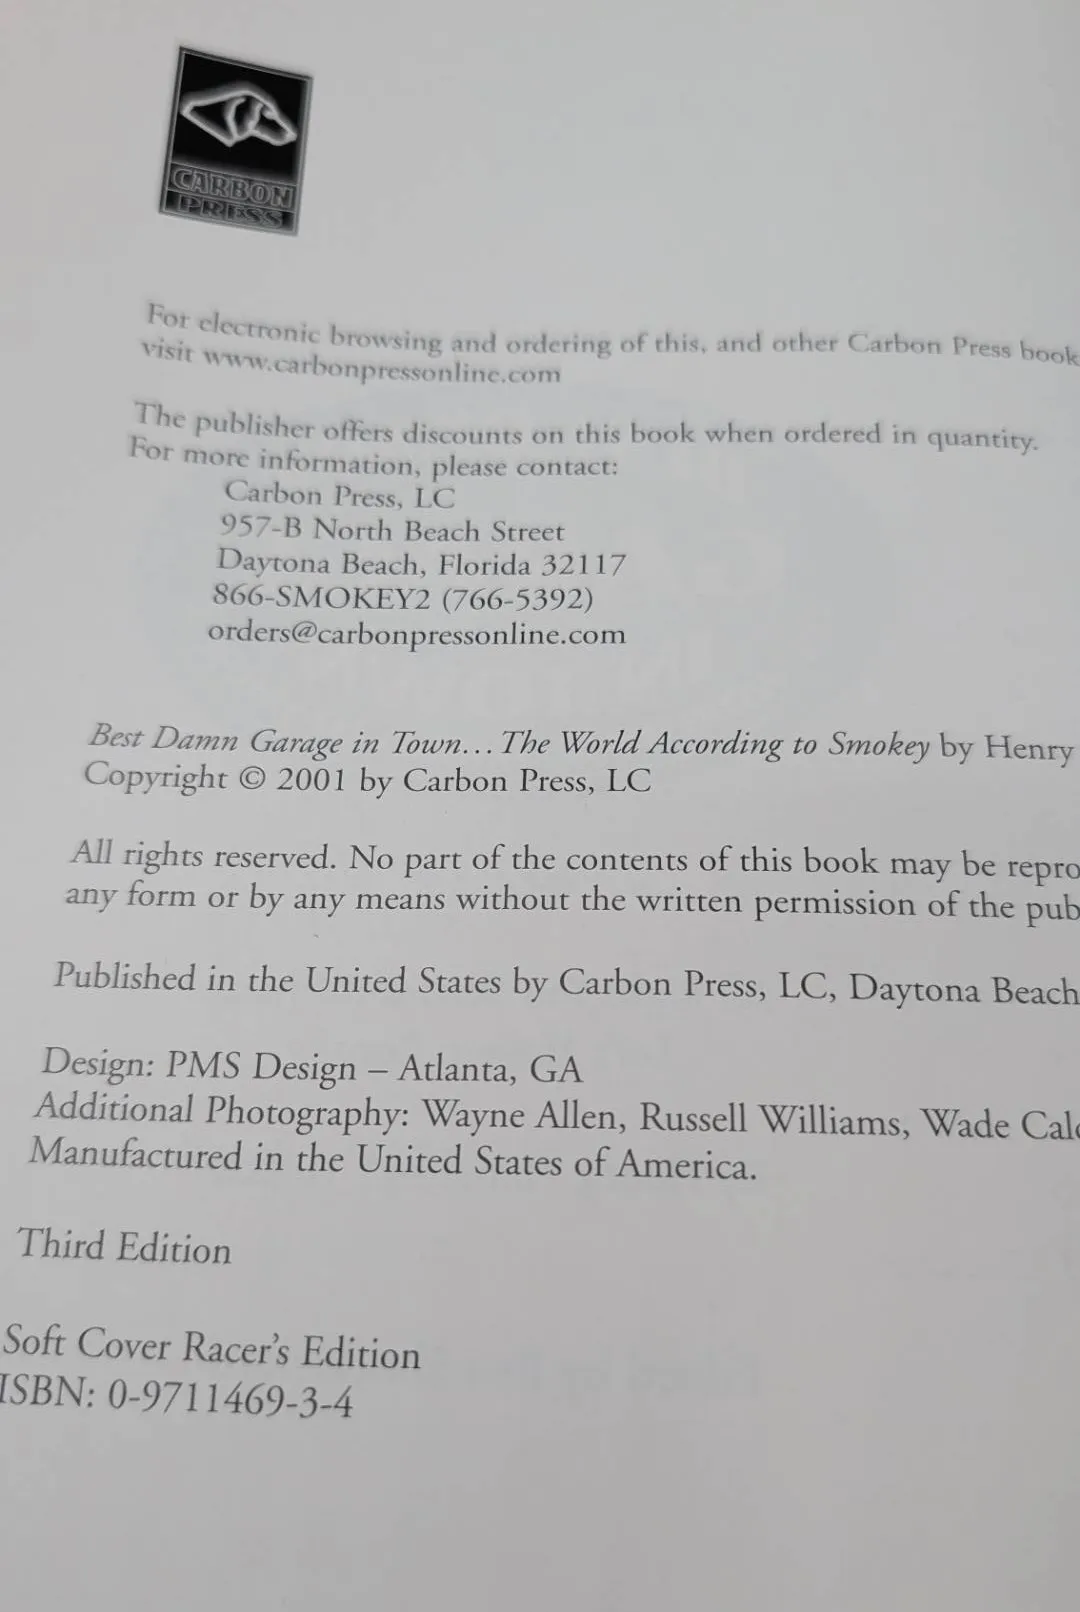 CARBON
PRESS
For electronic browsing and ordering of this, and other Carbon Press book
visit www.carbonpressonline.com
The publisher offers discounts on this book when ordered in quantity.
For more information, please contact:
Carbon Press, LC
957-B North Beach Street
Daytona Beach, Florida 32117
866-SMOKEY2 (766-5392)
orders@carbonpressonline.com
Best Damn Garage in Town... The World According to Smokey by Henry
Copyright © 2001 by Carbon Press, LC
All rights reserved. No part of the contents of this book may be repro
any form or by any means without the written permission of the pub
Published in the United States by Carbon Press, LC, Daytona Beach
Design: PMS Design – Atlanta, GA
Additional Photography: Wayne Allen, Russell Williams, Wade Calo
Manufactured in the United States of America.
Third Edition
Soft Cover Racer's Edition
ISBN: 0-9711469-3-4